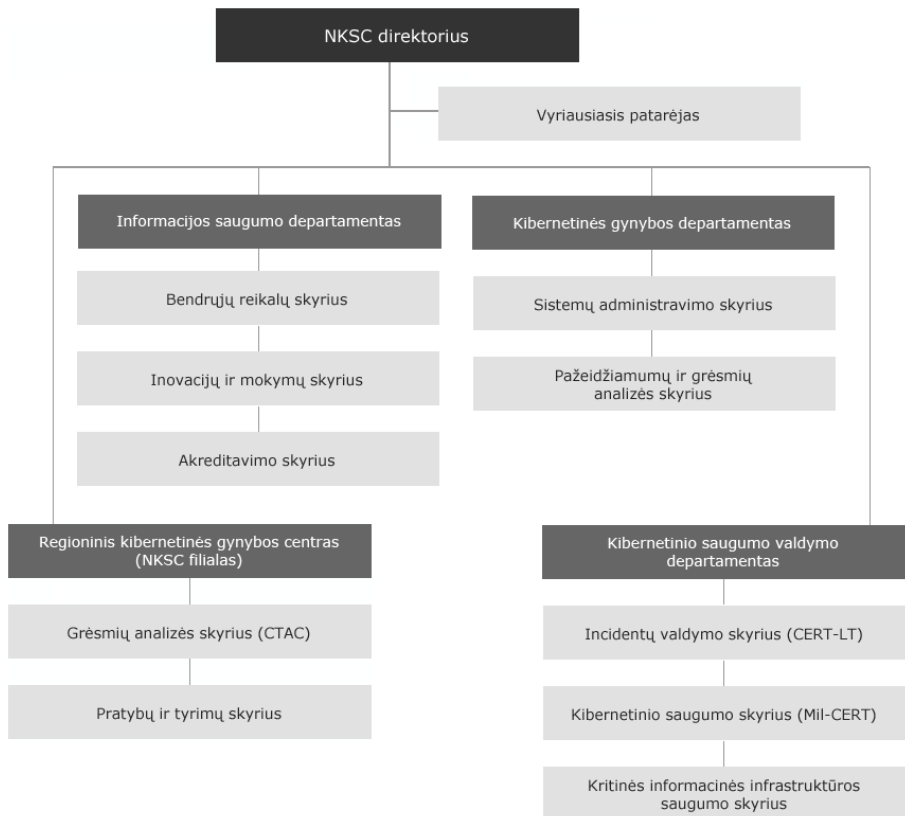 NKSC direktorius
Vyriausiasis patarėjas
Informacijos saugumo departamentas
Bendrųjų reikalų skyrius
Inovacijų ir mokymų skyrius
Akreditavimo skyrius
Kibernetinės gynybos departamentas
Sistemų administravimo skyrius
Pažeidžiamumų ir grėsmių
analizės skyrius
Regioninis kibernetinės gynybos centras
(NKSC filialas)
Grėsmių analizės skyrius (CTAC)
Pratybų ir tyrimų skyrius
Kibernetinio saugumo valdymo
departamentas
Incidentų valdymo skyrius (CERT-LT)
Kibernetinio saugumo skyrius (Mil-CERT)
Kritinės informacinės infrastruktūros
saugumo skyrius